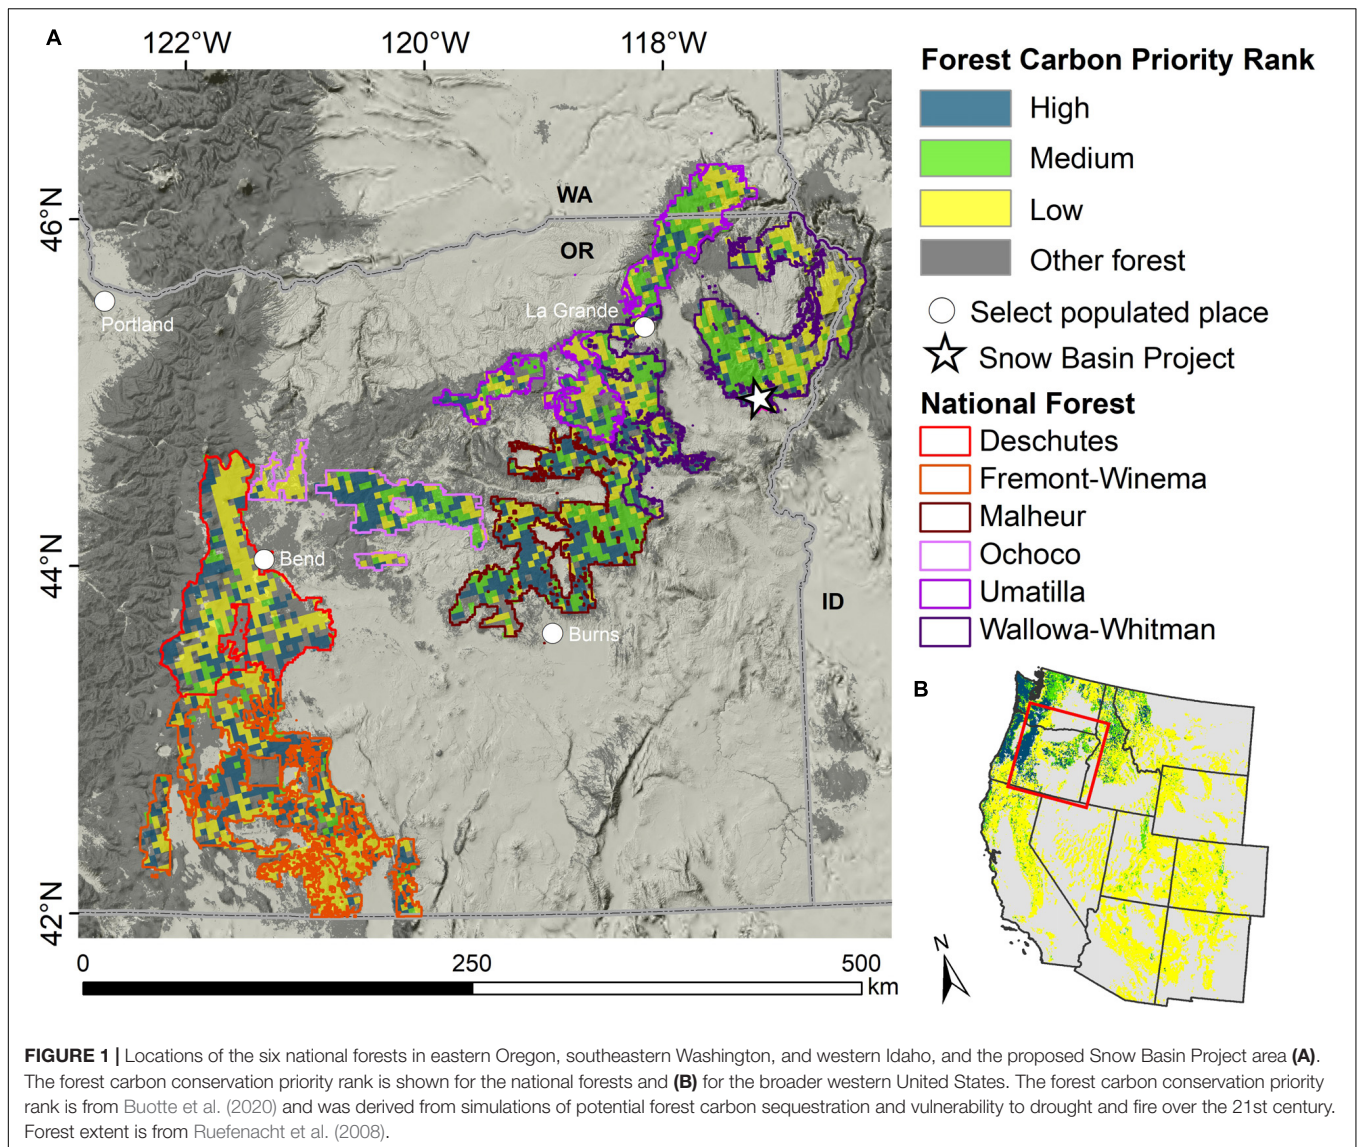 A
122°W 120°W 118°W
46°N
44°N
42°N
WA
OR
ID
Portland
La Grande
Bend
Burns
0 250 500
km
Forest Carbon Priority Rank
High
Medium
Low
Other forest
Select populated place
Snow Basin Project
National Forest
Deschutes
Fremont-Winema
Malheur
Ochoco
Umatilla
Wallowa-Whitman
B
N
FIGURE 1 | Locations of the six national forests in eastern Oregon, southeastern Washington, and western Idaho, and the proposed Snow Basin Project area (A).
The forest carbon conservation priority rank is shown for the national forests and (B) for the broader western United States. The forest carbon conservation priority
rank is from Buotte et al. (2020) and was derived from simulations of potential forest carbon sequestration and vulnerability to drought and fire over the 21st century.
Forest extent is from Ruefenacht et al. (2008).